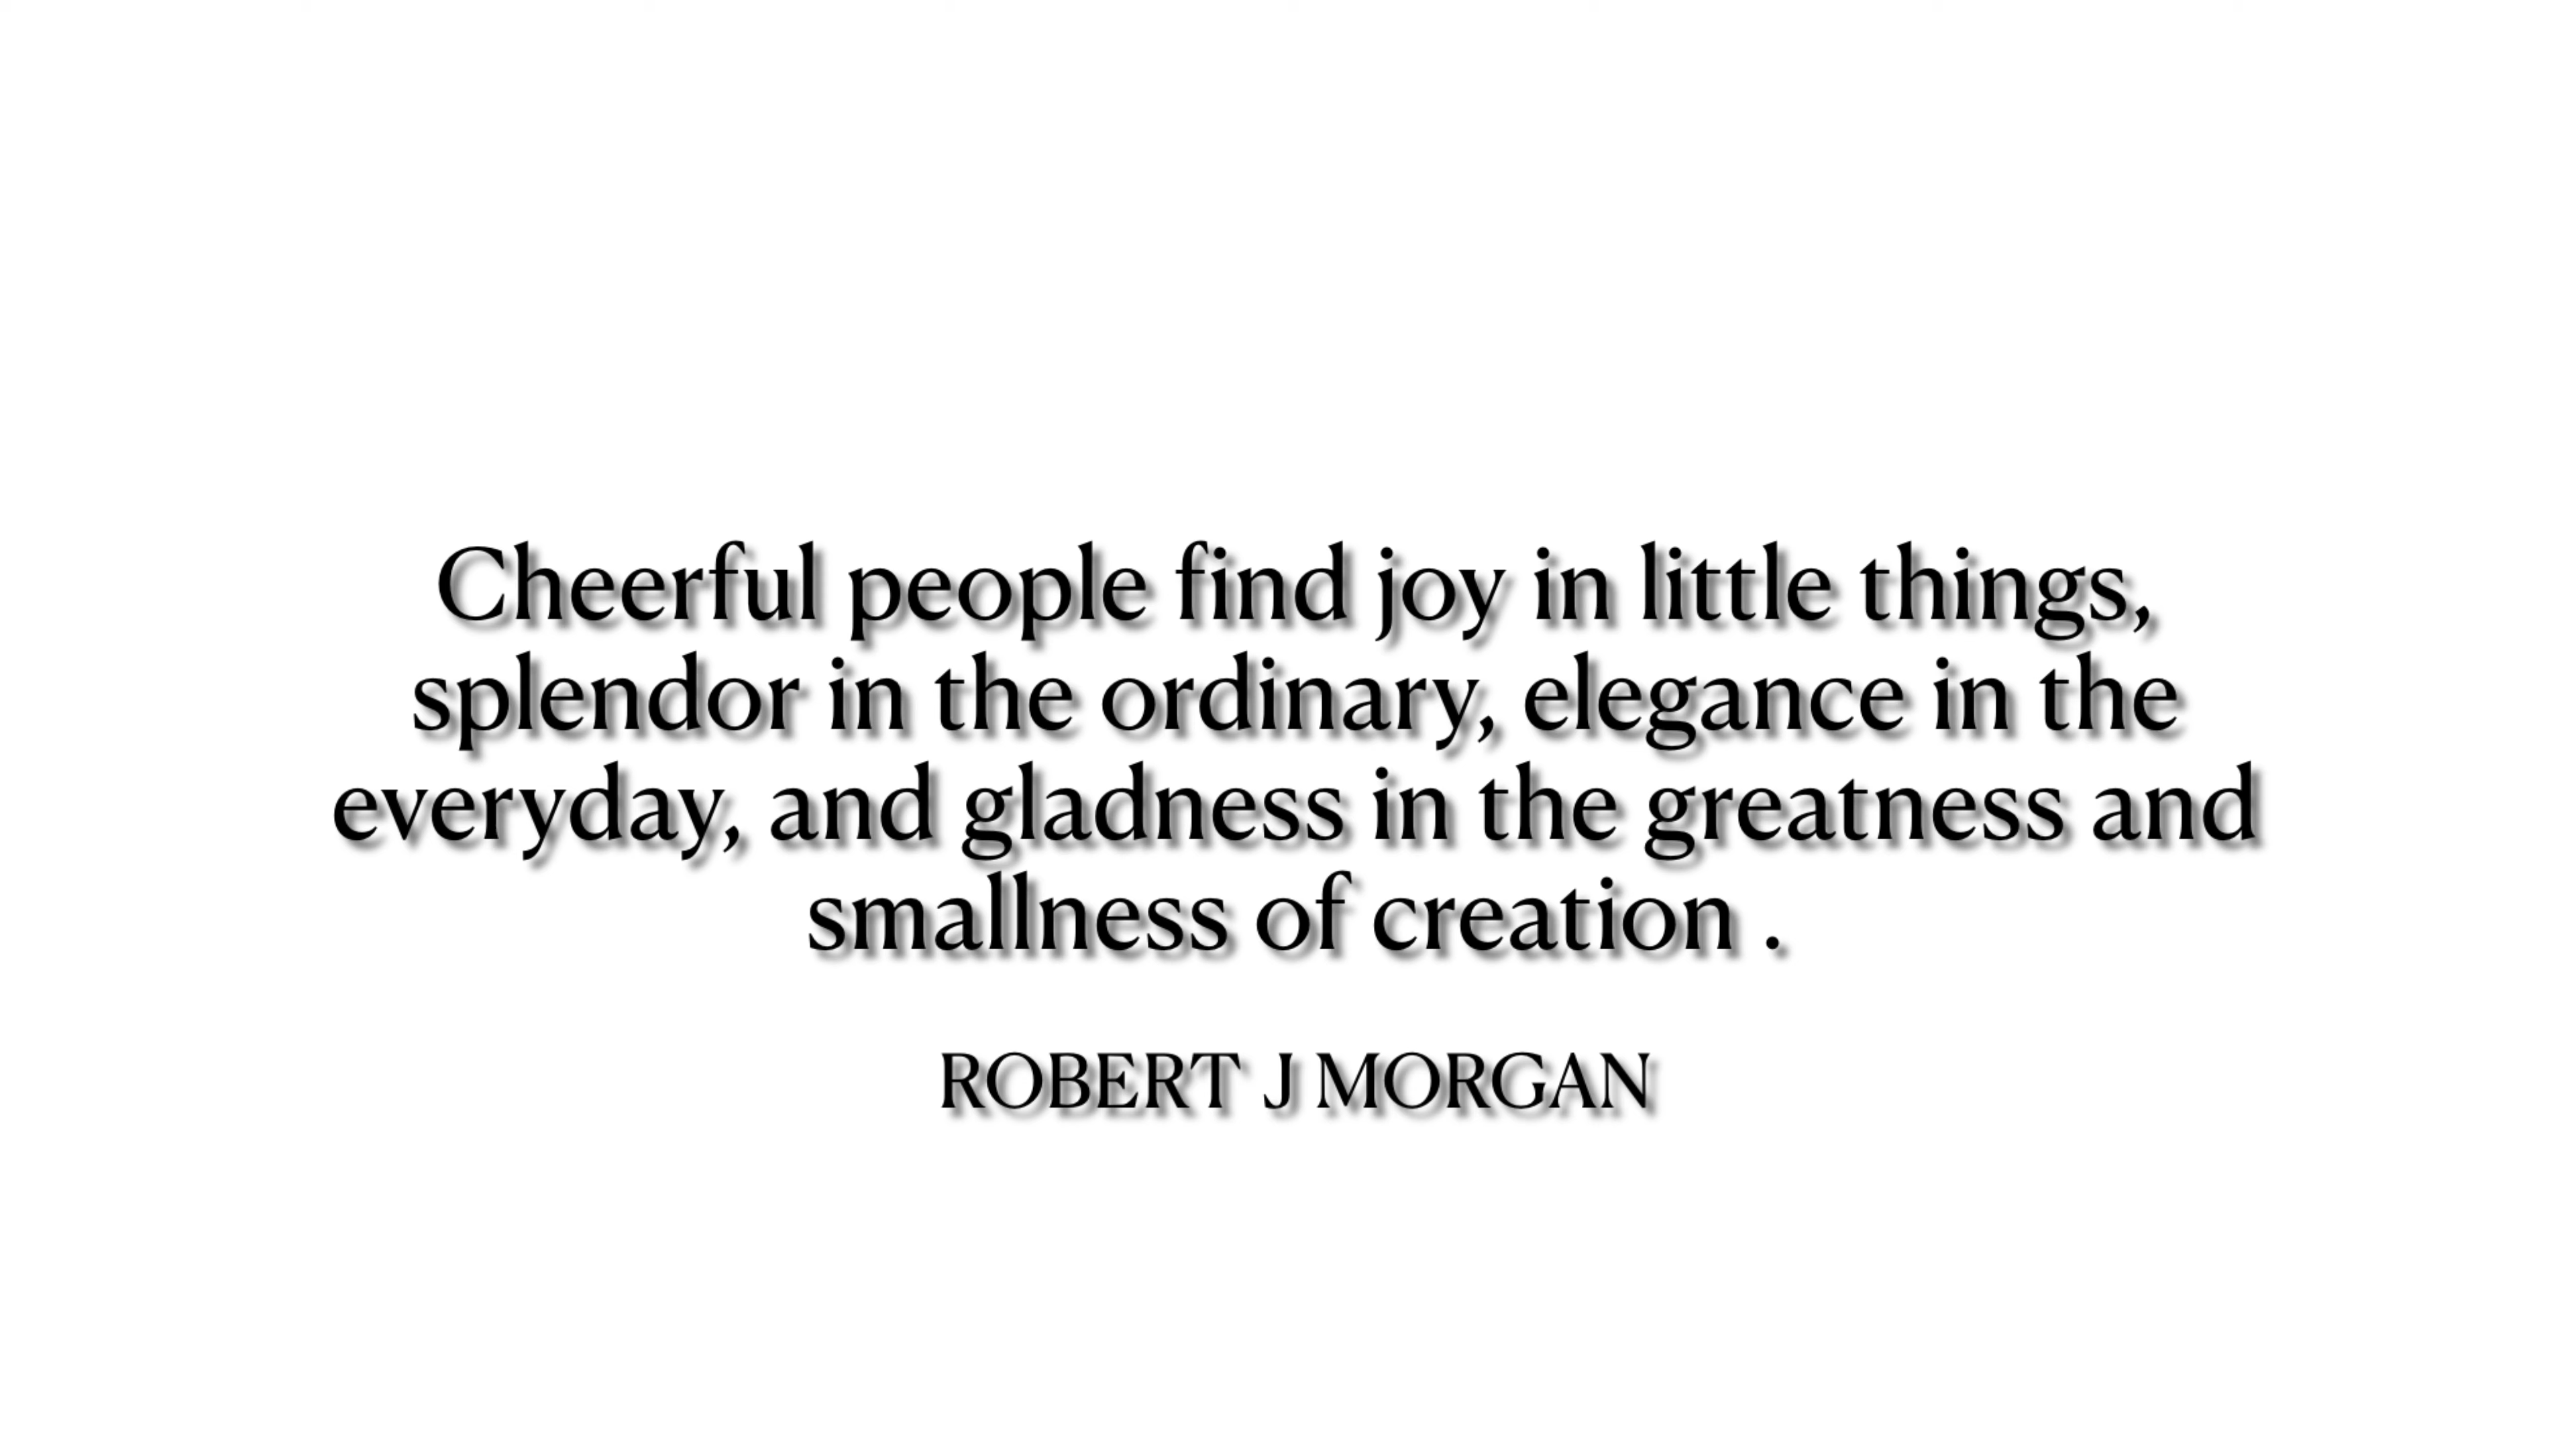 Cheerful people find joy in little things,
splendor in the ordinary, elegance in the
everyday, and gladness in the greatness and
smallness of creation .
ROBERT J MORGAN